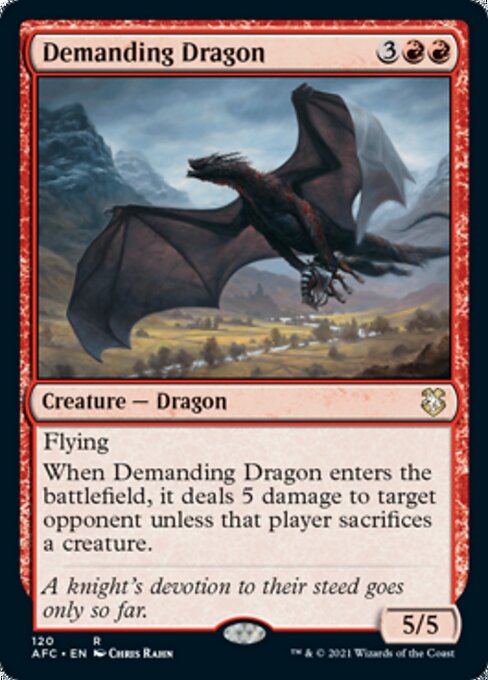 Demanding Dragon 3
Creature — Dragon
Flying
When Demanding Dragon enters the
battlefield, it deals 5 damage to target
opponent unless that player sacrifices
a creature.
A knight's devotion to their steed goes
only so far.
5/5
120 R
AFC • EN Chris Rahn
™ & © 2021 Wizards of the Coast